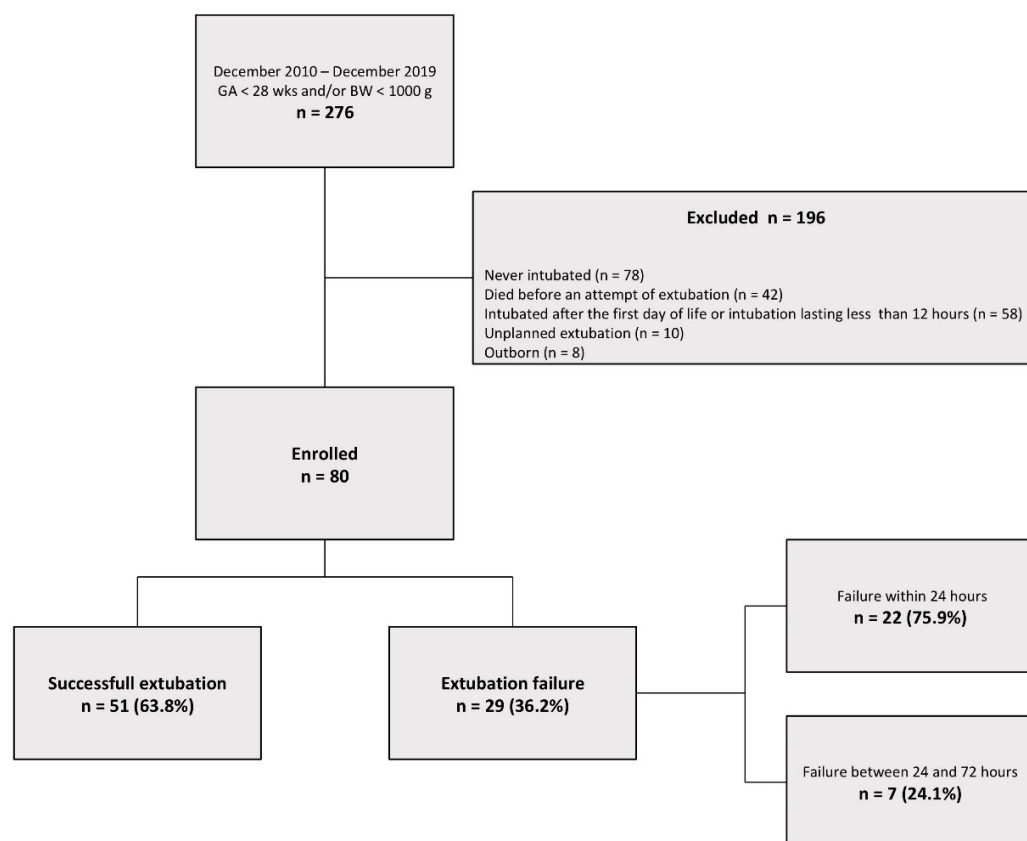 December 2010 – December 2019
GA < 28 wks and/or BW < 1000 g
n = 276
Excluded n = 196
Never intubated (n = 78)
Died before an attempt of extubation (n = 42)
Intubated after the first day of life or intubation lasting less than 12 hours (n = 58)
Unplanned extubation (n = 10)
Outborn (n = 8)
Enrolled
n = 80
Successfull extubation
n = 51 (63.8%)
Extubation failure
n = 29 (36.2%)
Failure within 24 hours
n = 22 (75.9%)
Failure between 24 and 72 hours
n = 7 (24.1%)